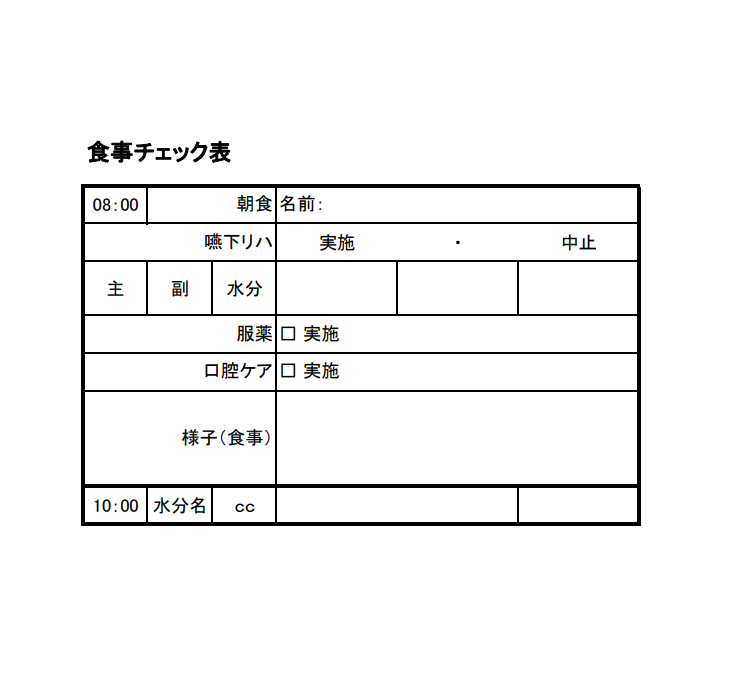 食事チェック表
08:00 朝食 名前:
嚥下リハ 実施 ・ 中止
主 副 水分
服薬 □ 実施
口腔ケア □ 実施
様子(食事)
10:00 水分名 cc